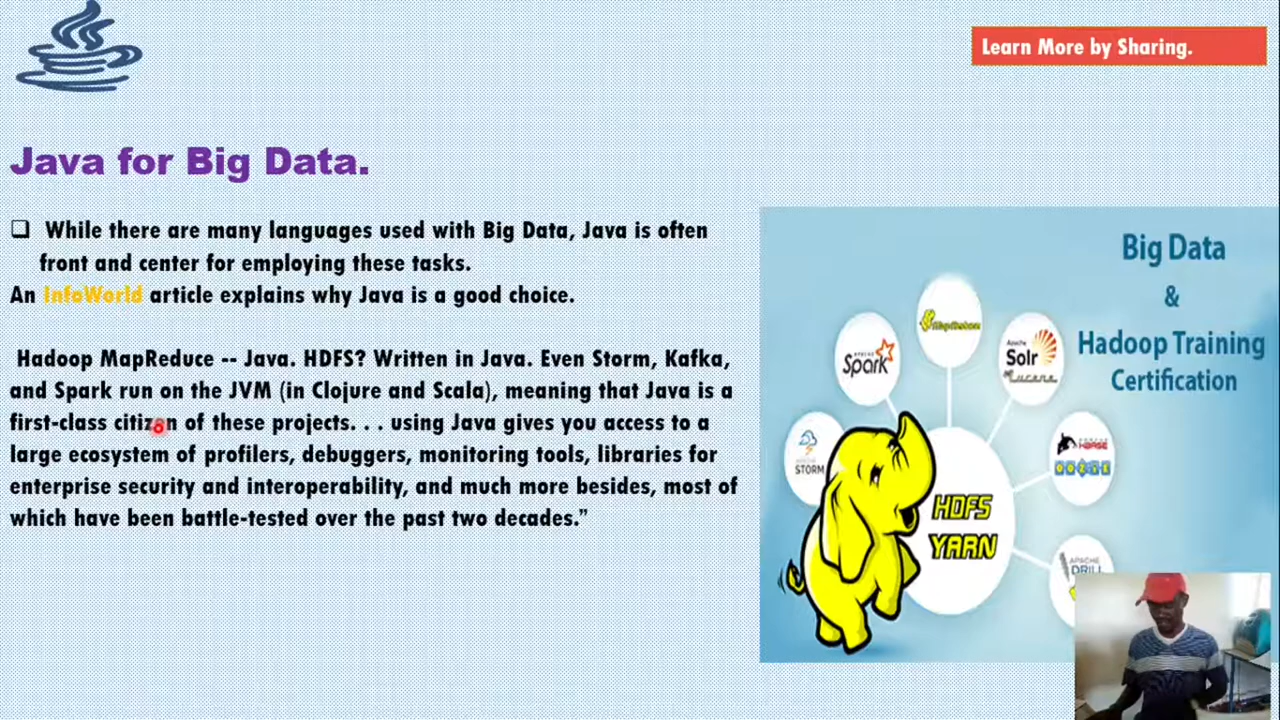 Learn More by Sharing.
Java for Big Data.
While there are many languages used with Big Data, Java is often
front and center for employing these tasks.
An InfoWorld article explains why Java is a good choice.
Hadoop MapReduce -- Java. HDFS? Written in Java. Even Storm, Kafka,
and Spark run on the JVM (in Clojure and Scala), meaning that Java is a
first-class citizen of these projects. . . using Java gives you access to a
large ecosystem of profilers, debuggers, monitoring tools, libraries for
enterprise security and interoperability, and much more besides, most of
which have been battle-tested over the past two decades.”
Big Data
&
Hadoop Training
Certification
APACHE
Spark
Apache
Solr
STORM
HDFS
YARN
APACHE
DRILL